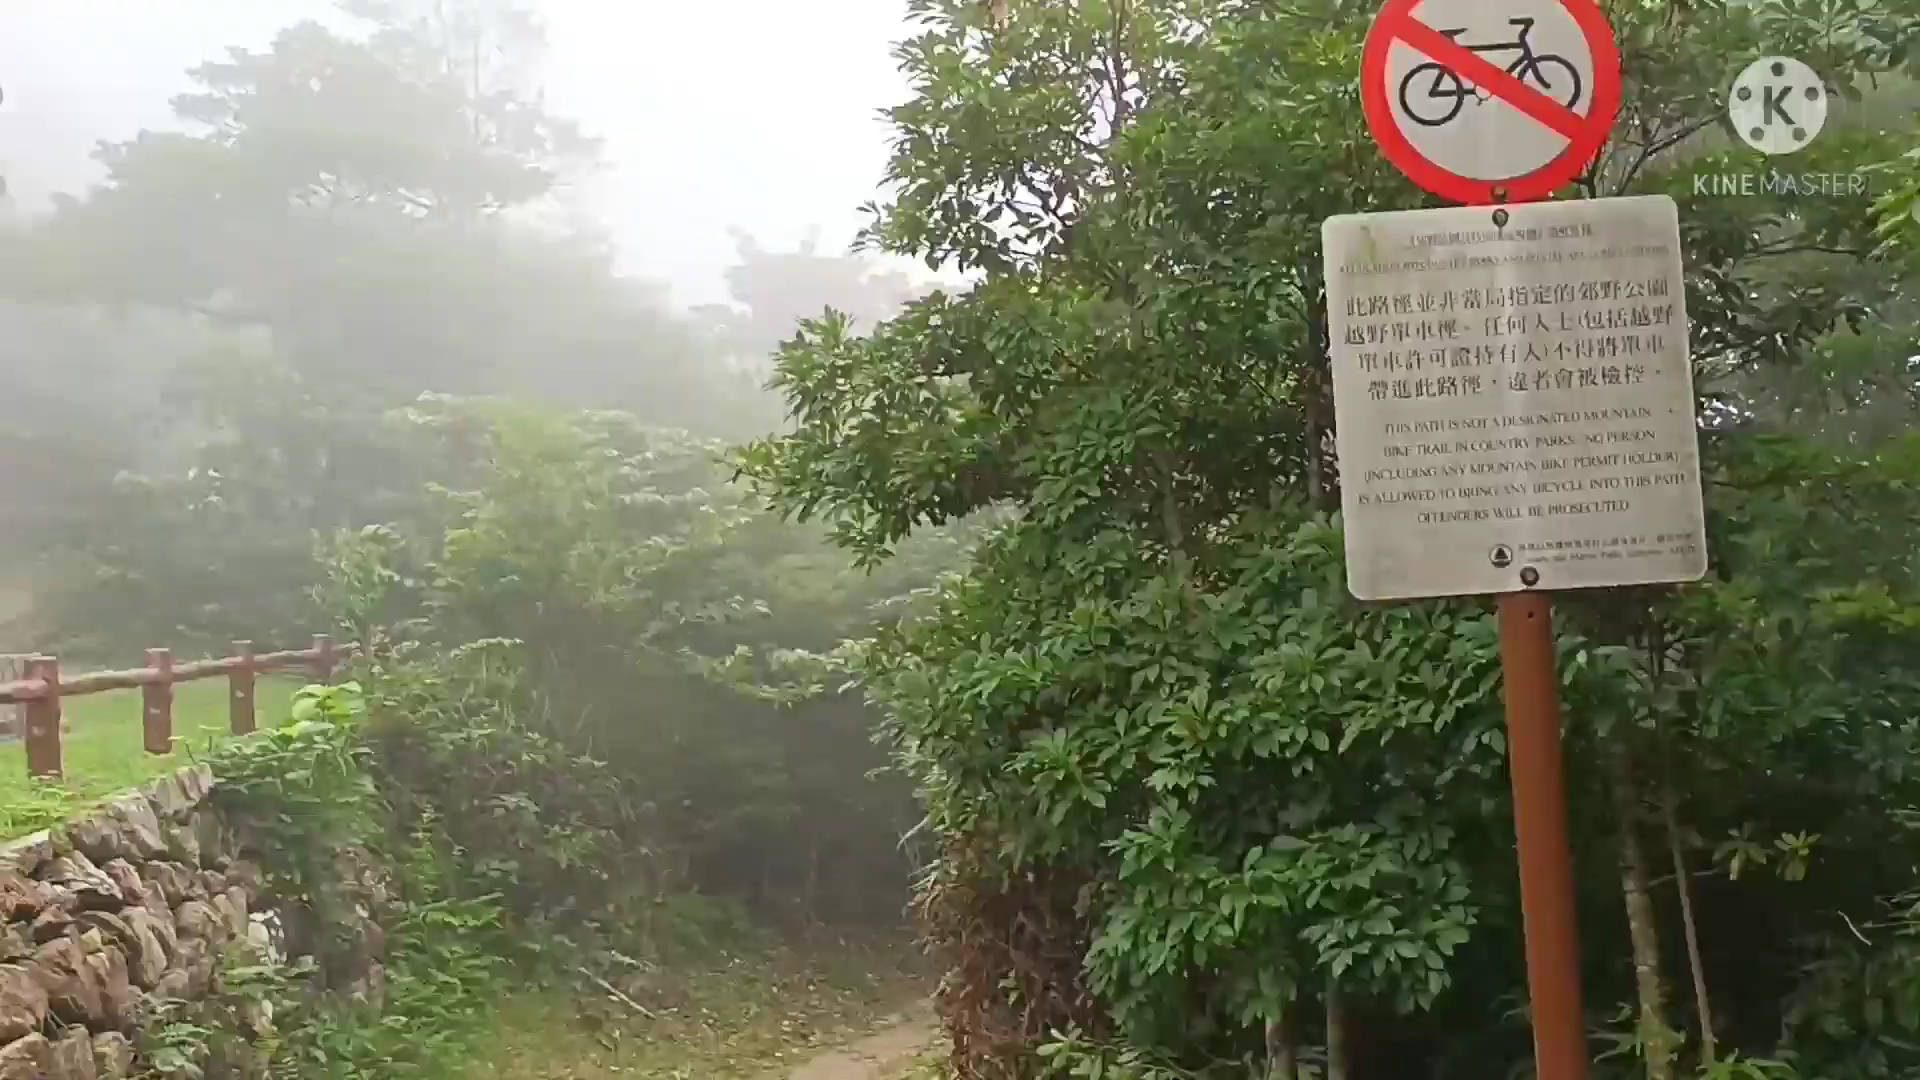 K
KINEMASTER
此路徑並非當局指定的郊野公園
越野單車徑。任何人士(包括越野
單車許可證持有人)不得將單車
帶進此路徑，違者會被檢控。
THIS PATH IS NOT A DESIGNATED MOUNTAIN
BIKE TRAIL IN COUNTRY PARKS. NO PERSON
(INCLUDING ANY MOUNTAIN BIKE PERMIT HOLDER)
IS ALLOWED TO BRING ANY BICYCLE INTO THIS PATH
OFFENDERS WILL BE PROSECUTED